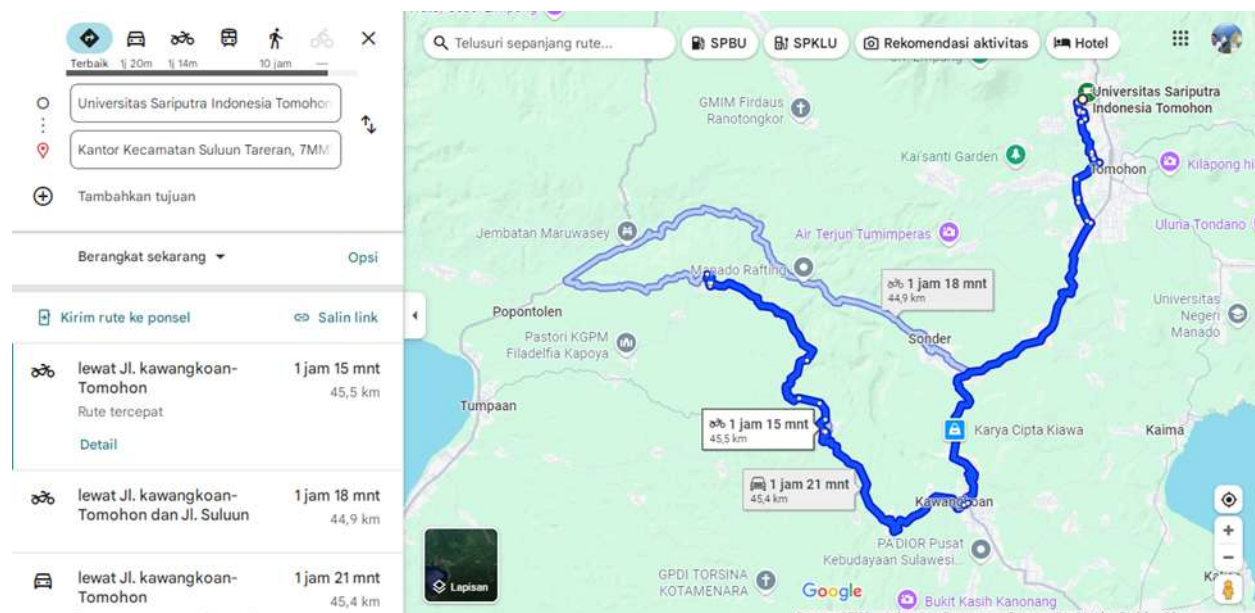 Terbaik
1j 20m
1j 14m
10 jam
—
Universitas Sariputra Indonesia Tomohon
Kantor Kecamatan Suluun Tareran, 7MM
Tambahkan tujuan
Berangkat sekarang
Opsi
Kirim rute ke ponsel
Salin link
lewat Jl. kawangkoan-
Tomohon
1 jam 15 mnt
45,5 km
Rute tercepat
Detail
lewat Jl. kawangkoan-
Tomohon dan Jl. Suluun
1 jam 18 mnt
44,9 km
lewat Jl. kawangkoan-
Tomohon
1 jam 21 mnt
45,4 km
Telusuri sepanjang rute...
SPBU
SPKLU
Rekomendasi aktivitas
Hotel
Universitas Sariputra
Indonesia Tomohon
GMIM Firdaus
Ranotongkor
Kai'santi Garden
Tomohon
Kilapong hi
Uluna Tondano
Jembatan Maruwasey
Air Terjun Tumimperas
Manado Rafting
1 jam 18 mnt
44,9 km
Universitas
Negeri
Manado
Popontolen
Pastori KGPM
Filadelfia Kapoya
Sonder
Tumpaan
1 jam 15 mnt
45,5 km
Karya Cipta Kiawa
Kaima
1 jam 21 mnt
45,4 km
Kawangkoan
PA'DIOR Pusat
Kebudayaan Sulawesi...
GPDI TORSINA
KOTAMENARA
Google
Bukit Kasih Kanonang
Lapisan